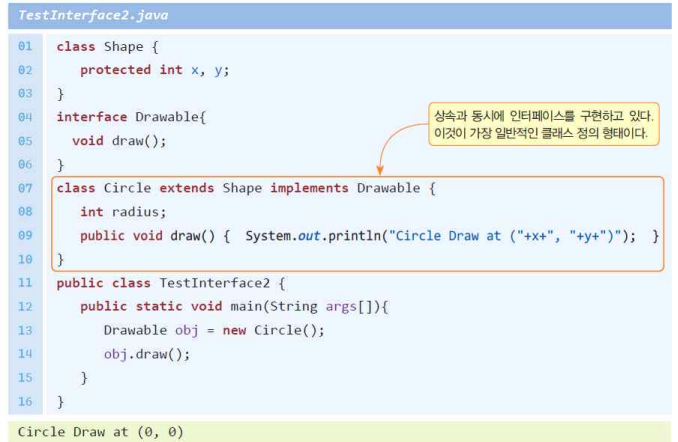 TestInterface2.java
01 class Shape {
02 protected int x, y;
03 }
04 interface Drawable{
05 void draw();
06 }
상속과 동시에 인터페이스를 구현하고 있다.
이것이 가장 일반적인 클래스 정의 형태이다.
07 class Circle extends Shape implements Drawable {
08 int radius;
09 public void draw() { System.out.println("Circle Draw at ("+x+", "+y+")"); }
10 }
11 public class TestInterface2 {
12 public static void main(String args[]){
13 Drawable obj = new Circle();
14 obj.draw();
15 }
16 }
Circle Draw at (0, 0)